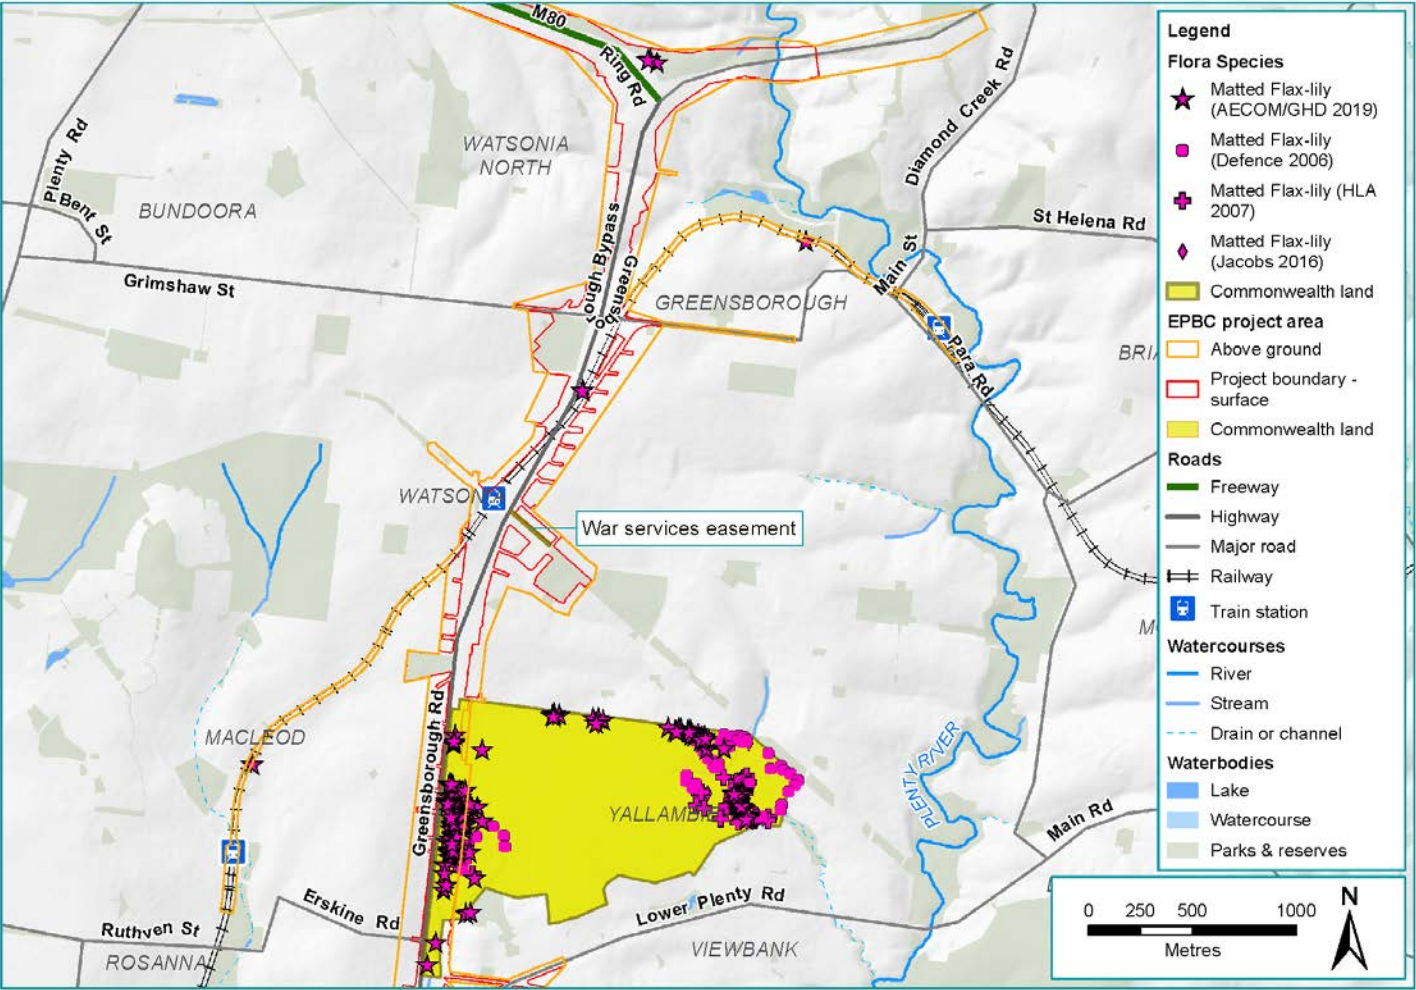 M80
Ring Rd
WATSONIA
NORTH
Plenty Rd
Bent St
BUNDOORA
Grimshaw St
Greensborough Bypass
GREENSBOROUGH
Diamond Creek Rd
St Helena Rd
Main St
Para Rd
BRIA
WATSON
War services easement
M
MACLEOD
Greensborough Rd
YALLAMBIE
PLENTY RIVER
Main Rd
Lower Plenty Rd
Erskine Rd
Ruthven St
ROSANNA
VIEWBANK
Legend
Flora Species
Matted Flax-lily
(AECOM/GHD 2019)
Matted Flax-lily
(Defence 2006)
Matted Flax-lily (HLA
2007)
Matted Flax-lily
(Jacobs 2016)
Commonwealth land
EPBC project area
Above ground
Project boundary -
surface
Commonwealth land
Roads
Freeway
Highway
Major road
Railway
Train station
Watercourses
River
Stream
Drain or channel
Waterbodies
Lake
Watercourse
Parks & reserves
0 250 500 1000
Metres
N